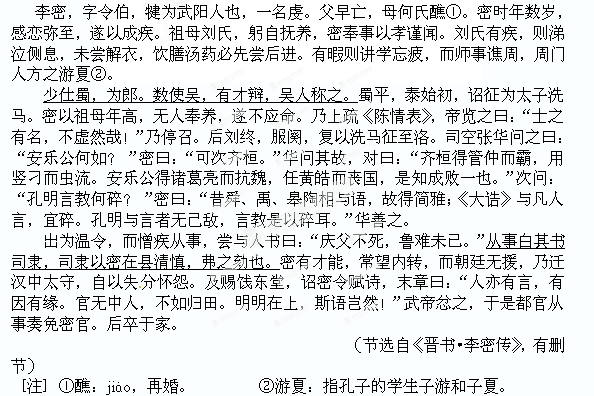 李密，字令伯，犍为武阳人也，一名虔。父早亡，母何氏醮①。密时年数岁，
感恋弥至，遂以成疾。祖母刘氏，躬自抚养，密奉事以孝谨闻。刘氏有疾，则涕
泣侧息，未尝解衣，饮膳汤药必先尝后进。有暇则讲学忘疲，而师事谯周，周门
人方之游夏②。
少仕蜀，为郎。数使吴，有才辩，吴人称之。蜀平，泰始初，诏征为太子洗
马。密以祖母年高，无人奉养，遂不应命。乃上疏《陈情表》，帝览之曰：“士之
有名，不虚然哉！”乃停召。后刘终，服阕，复以洗马征至洛。司空张华问之曰：
“安乐公何如？”密曰：“可次齐桓。”华问其故，对曰：“齐桓得管仲而霸，用
竖刁而虫流。安乐公得诸葛亮而抗魏，任黄皓而丧国，是知成败一也。”次问：
“孔明言教何碎？”密曰：“昔舜、禹、皋陶相与语，故得简雅；《大诰》与凡人
言，宜碎。孔明与言者无己敌，言教是以碎耳。”华善之。
出为温令，而憎疾从事，尝与人书曰：“庆父不死，鲁难未已。”从事白其书
司隶，司隶以密在县清慎，弗之劾也。密有才能，常望内转，而朝廷无援，乃迁
汉中太守，自以失分怀怨。及赐饯东堂，诏密令赋诗，末章曰：“人亦有言，有
因有缘。官无中人，不如归田。明明在上，斯语岂然！”武帝忿之，于是都官从
事奏免密官。后卒于家。
（节选自《晋书·李密传》，有删
节）
[注] ①醮：jiào，再婚。 ②游夏：指孔子的学生子游和子夏。